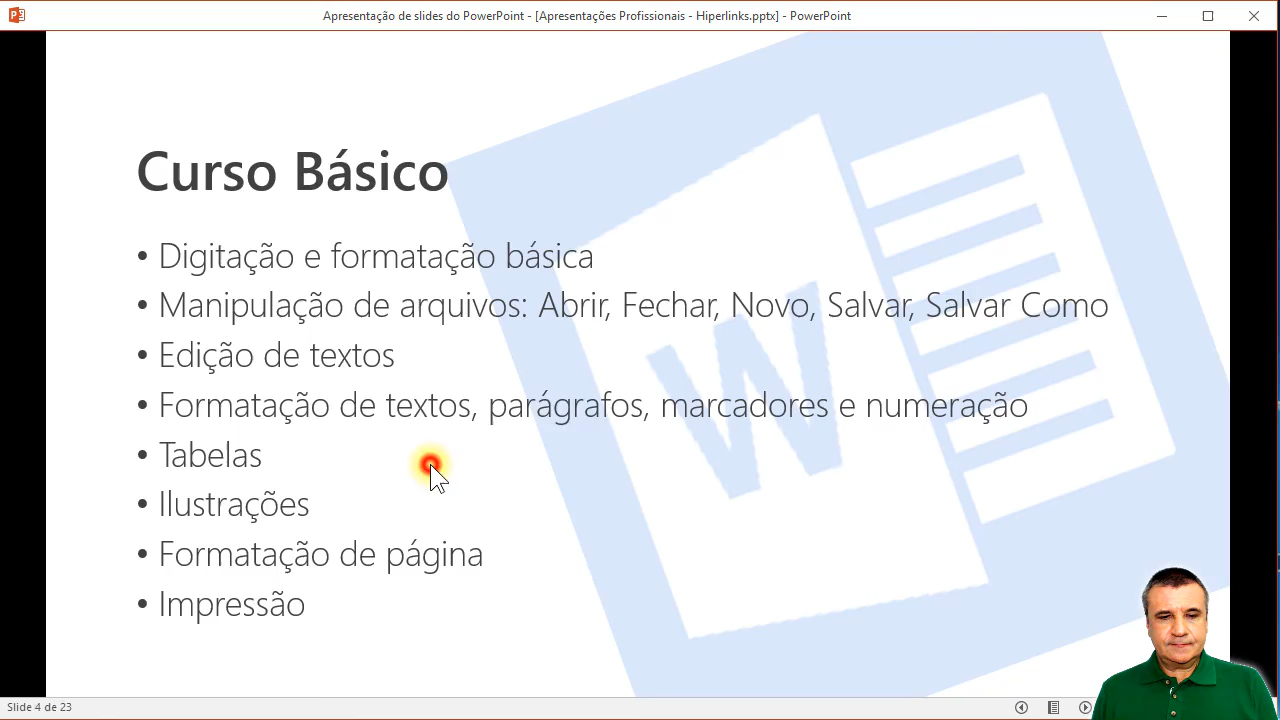 Apresentação de slides do PowerPoint - [Apresentações Profissionais - Hiperlinks.pptx] - PowerPoint
Curso Básico
• Digitação e formatação básica
• Manipulação de arquivos: Abrir, Fechar, Novo, Salvar, Salvar Como
• Edição de textos
• Formatação de textos, parágrafos, marcadores e numeração
• Tabelas
• Ilustrações
• Formatação de página
• Impressão
W
Slide 4 de 23